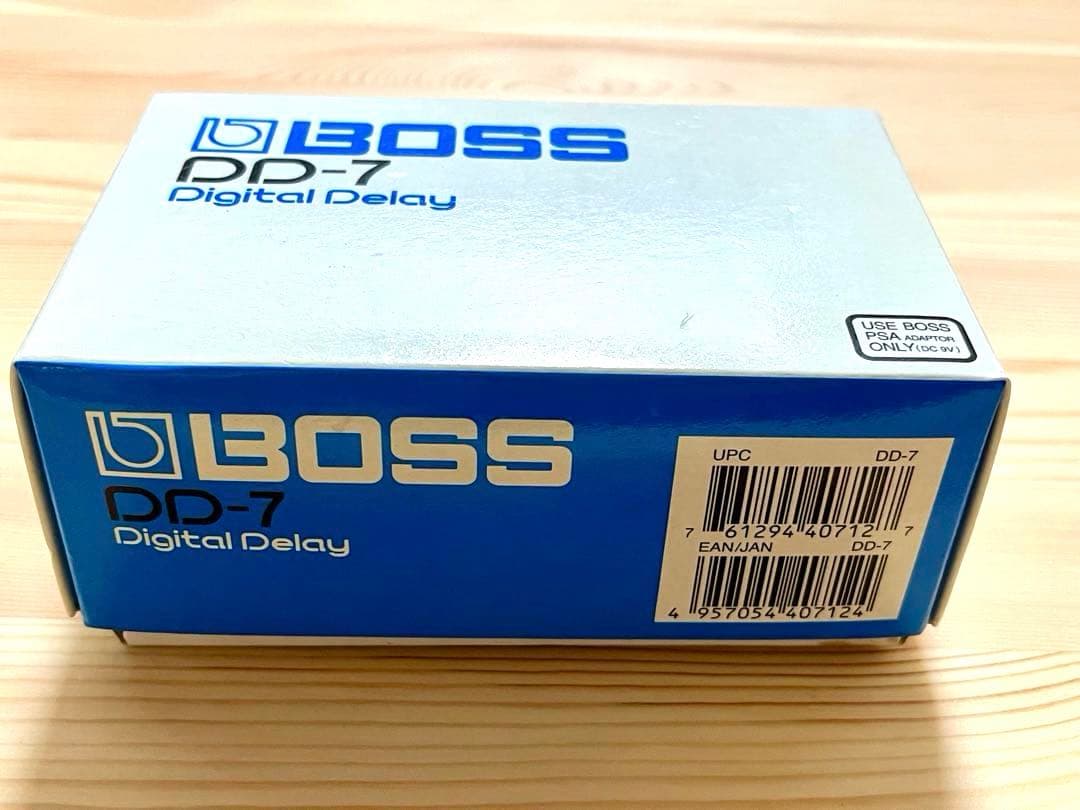 BOSS
DD-7
Digital Delay
USE BOSS
PSA ADAPTOR
ONLY(DC 9V)
BOSS
DD-7
Digital Delay
UPC DD-7
7 61294 40712 7
EAN/JAN DD-7
4 957054 407124